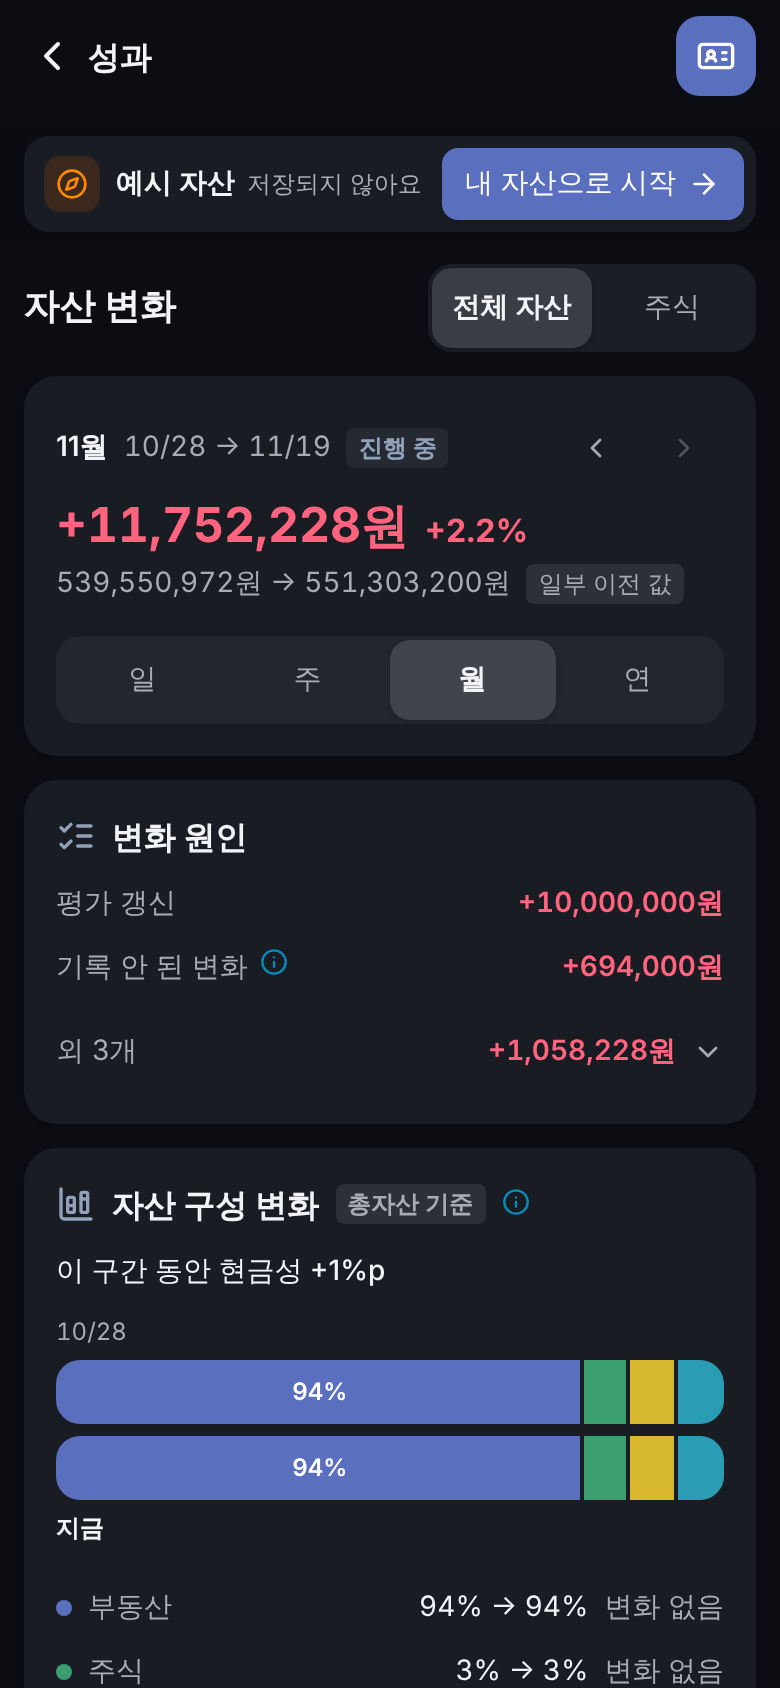 성과
예시 자산 저장되지 않아요 내 자산으로 시작 →
자산 변화 전체 자산 주식
11월 10/28 → 11/19 진행 중
+11,752,228원 +2.2%
539,550,972원 → 551,303,200원 일부 이전 값
일 주 월 연
변화 원인
평가 갱신 +10,000,000원
기록 안 된 변화 +694,000원
외 3개 +1,058,228원
자산 구성 변화 총자산 기준
이 구간 동안 현금성 +1%p
10/28
94%
94%
지금
부동산 94% → 94% 변화 없음
주식 3% → 3% 변화 없음